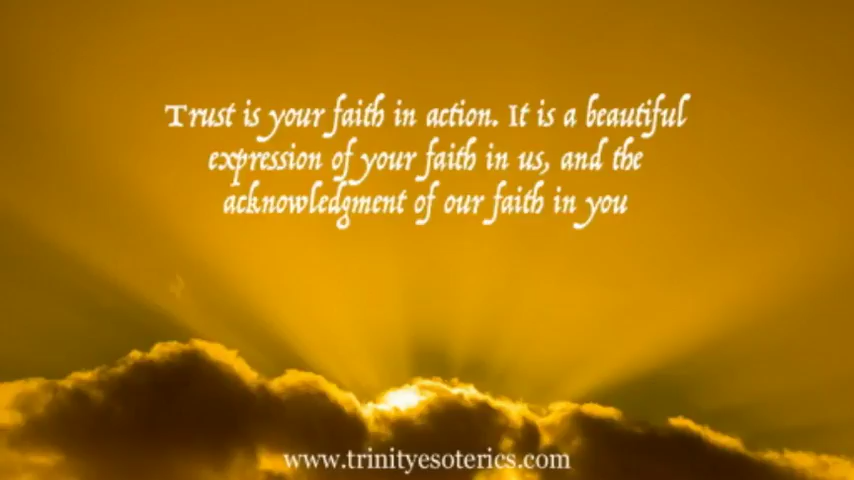 Trust is your faith in action. It is a beautiful
expression of your faith in us, and the
acknowledgment of our faith in you
www.trinityesoterics.com